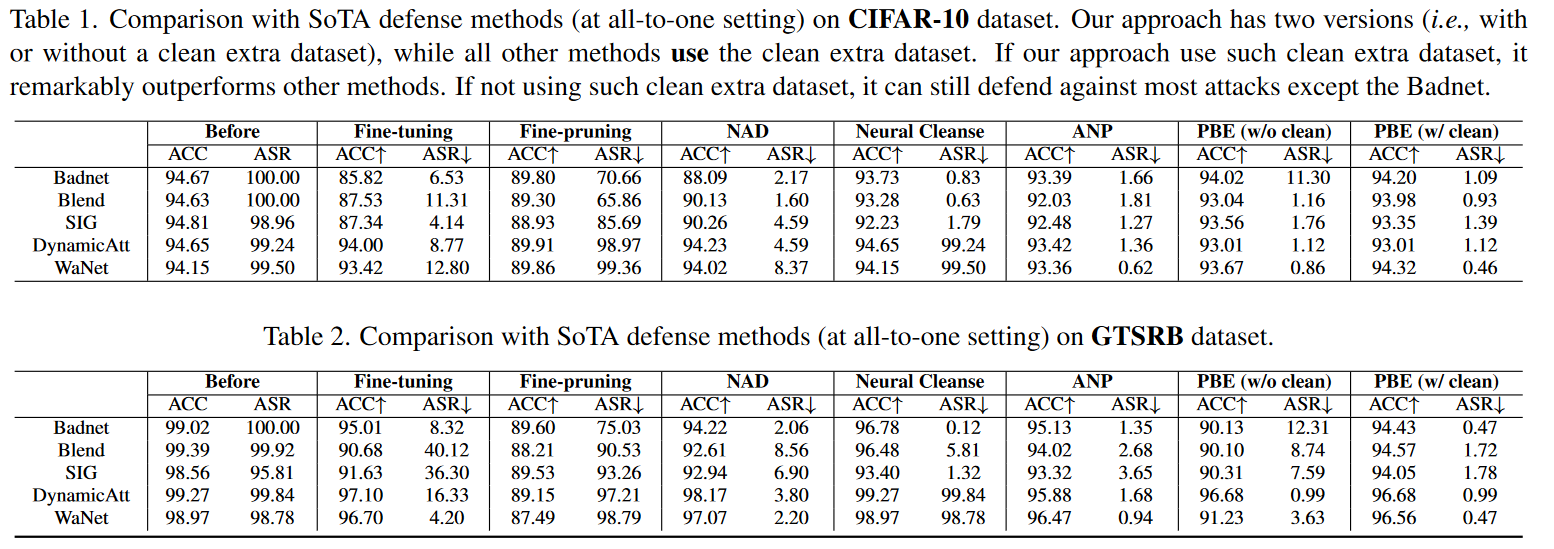 Table 1. Comparison with SoTA defense methods (at all-to-one setting) on CIFAR-10 dataset. Our approach has two versions (i.e., with
or without a clean extra dataset), while all other methods use the clean extra dataset. If our approach use such clean extra dataset, it
remarkably outperforms other methods. If not using such clean extra dataset, it can still defend against most attacks except the Badnet.
Before Fine-tuning Fine-pruning NAD Neural Cleanse ANP PBE (w/o clean) PBE (w/ clean)
ACC ASR ACC↑ ASR↓ ACC↑ ASR↓ ACC↑ ASR↓ ACC↑ ASR↓ ACC↑ ASR↓ ACC↑ ASR↓ ACC↑ ASR↓
Badnet 94.67 100.00 85.82 6.53 89.80 70.66 88.09 2.17 93.73 0.83 93.39 1.66 94.02 11.30 94.20 1.09
Blend 94.63 100.00 87.53 11.31 89.30 65.86 90.13 1.60 93.28 0.63 92.03 1.81 93.04 1.16 93.98 0.93
SIG 94.81 98.96 87.34 4.14 88.93 85.69 90.26 4.59 92.23 1.79 92.48 1.27 93.56 1.76 93.35 1.39
DynamicAtt 94.65 99.24 94.00 8.77 89.91 98.97 94.23 4.59 94.65 99.24 93.42 1.36 93.01 1.12 93.01 1.12
WaNet 94.15 99.50 93.42 12.80 89.86 99.36 94.02 8.37 94.15 99.50 93.36 0.62 93.67 0.86 94.32 0.46
Table 2. Comparison with SoTA defense methods (at all-to-one setting) on GTSRB dataset.
Before Fine-tuning Fine-pruning NAD Neural Cleanse ANP PBE (w/o clean) PBE (w/ clean)
ACC ASR ACC↑ ASR↓ ACC↑ ASR↓ ACC↑ ASR↓ ACC↑ ASR↓ ACC↑ ASR↓ ACC↑ ASR↓ ACC↑ ASR↓
Badnet 99.02 100.00 95.01 8.32 89.60 75.03 94.22 2.06 96.78 0.12 95.13 1.35 90.13 12.31 94.43 0.47
Blend 99.39 99.92 90.68 40.12 88.21 90.53 92.61 8.56 96.48 5.81 94.02 2.68 90.10 8.74 94.57 1.72
SIG 98.56 95.81 91.63 36.30 89.53 93.26 92.94 6.90 93.40 1.32 93.32 3.65 90.31 7.59 94.05 1.78
DynamicAtt 99.27 99.84 97.10 16.33 89.15 97.21 98.17 3.80 99.27 99.84 95.88 1.68 96.68 0.99 96.68 0.99
WaNet 98.97 98.78 96.70 4.20 87.49 98.79 97.07 2.20 98.97 98.78 96.47 0.94 91.23 3.63 96.56 0.47